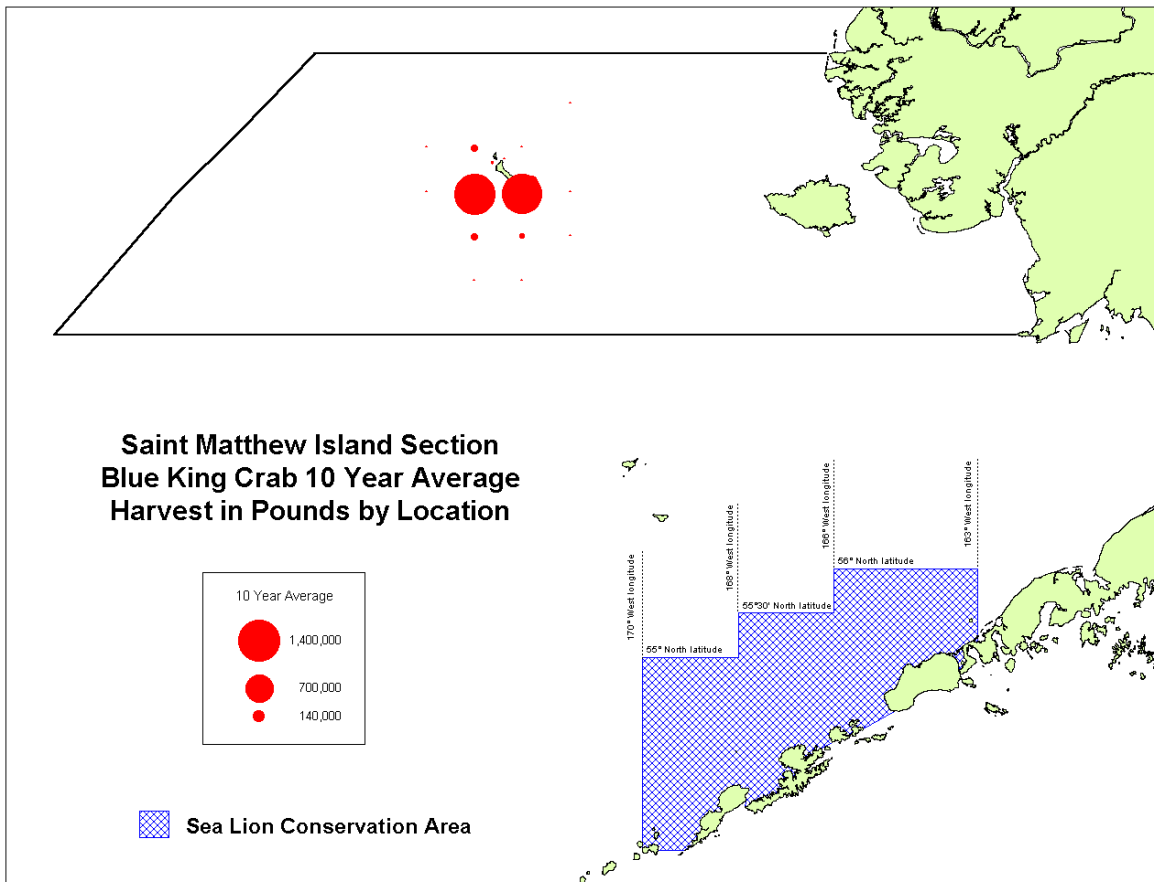 Saint Matthew Island Section
Blue King Crab 10 Year Average
Harvest in Pounds by Location
10 Year Average
1,400,000
700,000
140,000
Sea Lion Conservation Area
170° West longitude
168° West longitude
166° West longitude
163° West longitude
55° North latitude
55°30' North latitude
56° North latitude